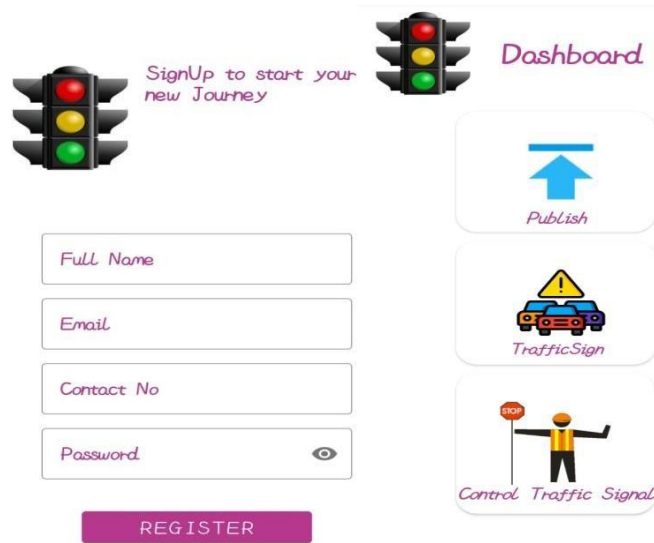 SignUp to start your
new Journey
Full Name
Email
Contact No
Password
REGISTER
Dashboard
Publish
TrafficSign
STOP
Control Traffic Signal